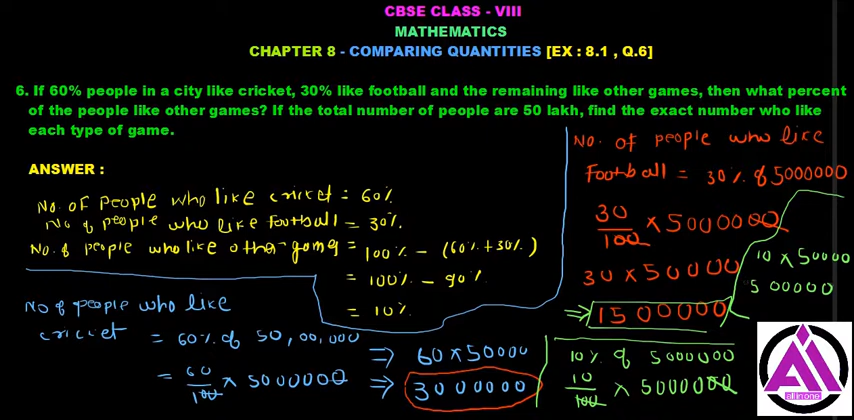 CBSE CLASS - VIII
MATHEMATICS
CHAPTER 8 - COMPARING QUANTITIES [EX : 8.1 , Q.6]
6. If 60% people in a city like cricket, 30% like football and the remaining like other games, then what percent
of the people like other games? If the total number of people are 50 lakh, find the exact number who like
each type of game.
ANSWER :
No. of People who like cricket = 60%
No of people who like football = 30%
No. of people who like other games = 100% - (60% + 30%)
= 100% - 90%
= 10%
No of people who like
cricket = 60% of 50,00,000
= 60/100 × 5000000
⇒ 60 × 50000
⇒ 3000000
No. of people who like
Football = 30% of 5000000
30/100 × 5000000
30 × 50000
⇒ 1500000
10% of 5000000
10/100 × 5000000
10 × 50000
500000
Ai
allinone